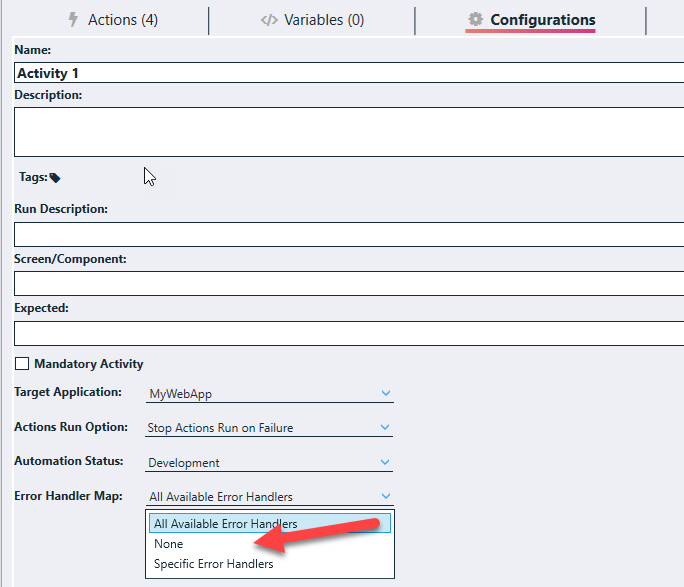 Actions (4) Variables (0) Configurations
Name:
Activity 1
Description:
Tags:
Run Description:
Screen/Component:
Expected:
Mandatory Activity
Target Application: MyWebApp
Actions Run Option: Stop Actions Run on Failure
Automation Status: Development
Error Handler Map: All Available Error Handlers
All Available Error Handlers
None
Specific Error Handlers